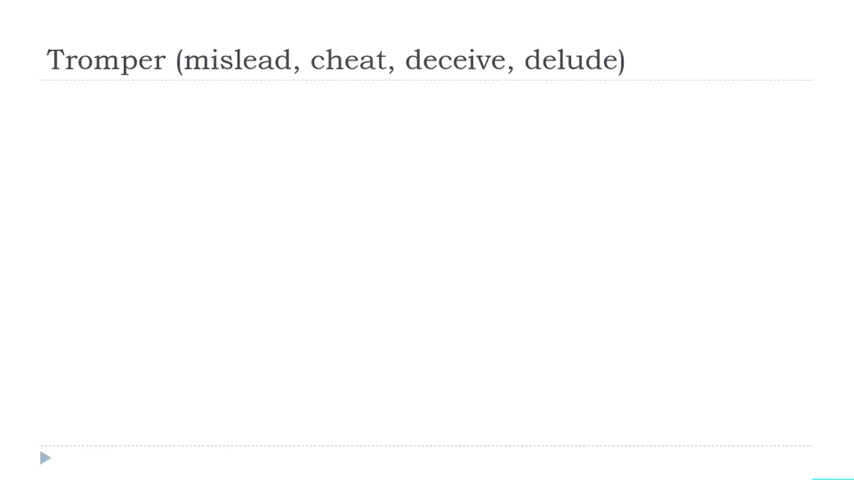 Tromper (mislead, cheat, deceive, delude)